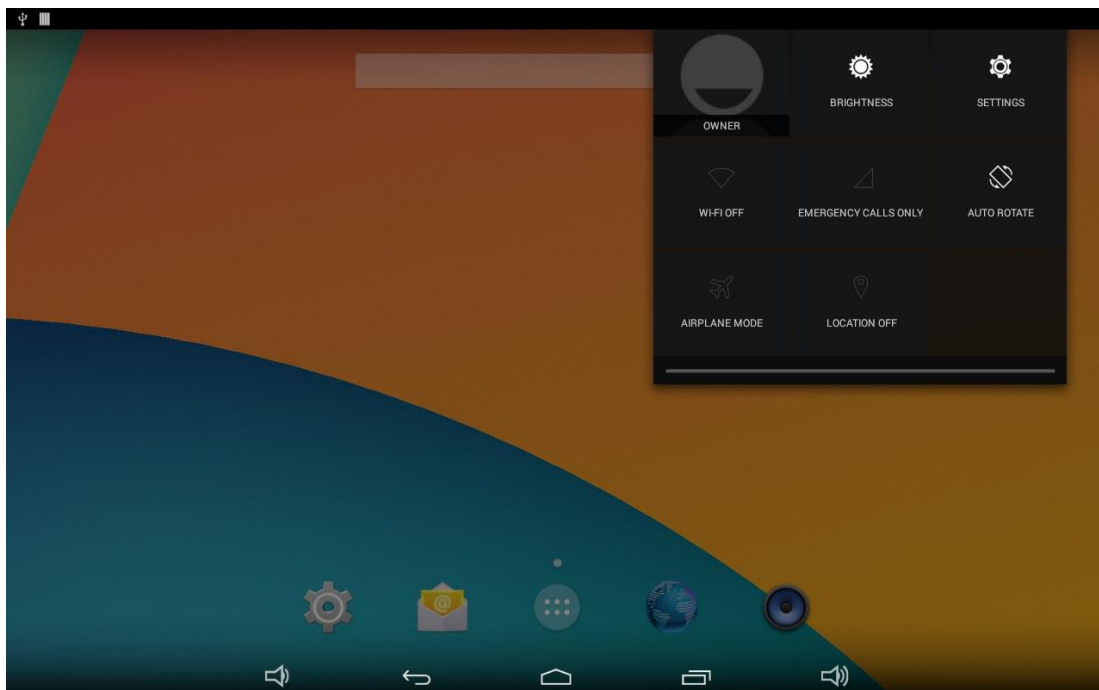 BRIGHTNESS
SETTINGS
OWNER
WI-FI OFF
EMERGENCY CALLS ONLY
AUTO ROTATE
AIRPLANE MODE
LOCATION OFF
@